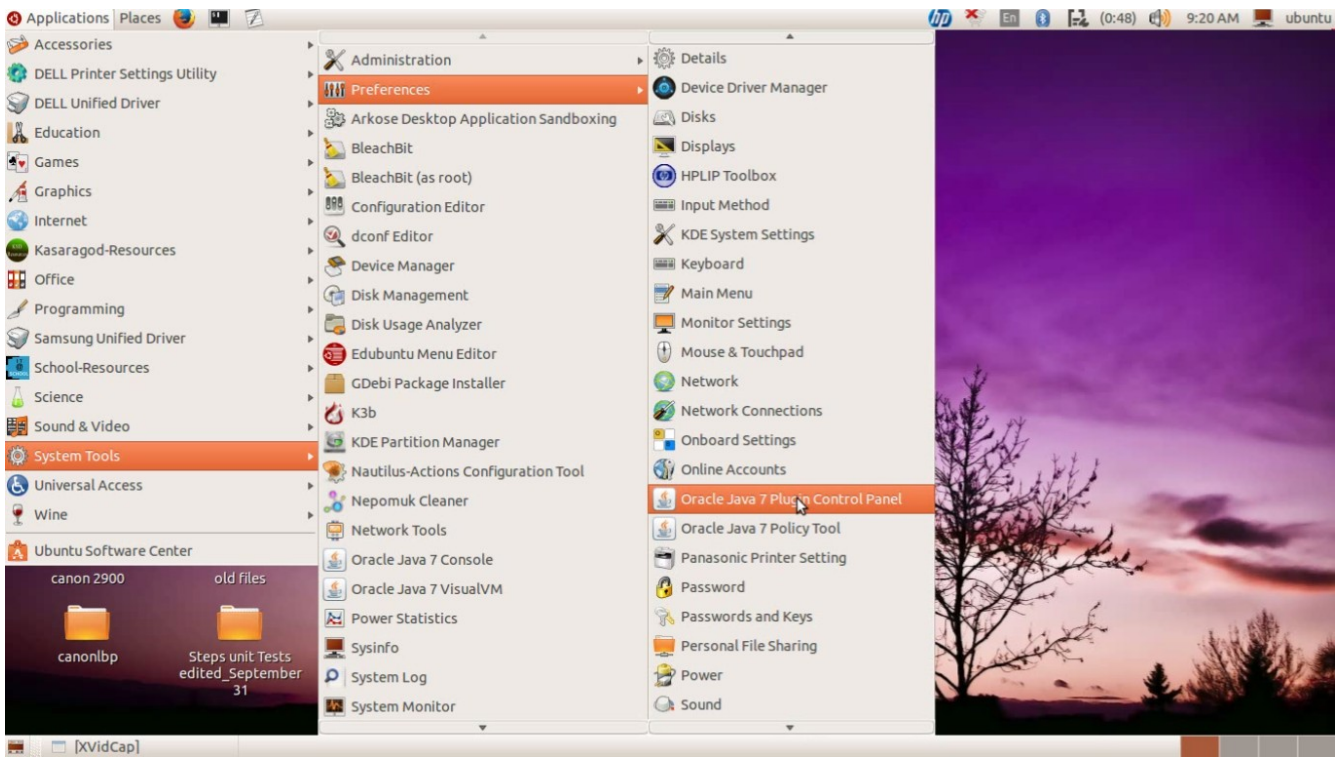 Applications Places En (0:48) 9:20 AM ubuntu
Accessories
DELL Printer Settings Utility
DELL Unified Driver
Education
Games
Graphics
Internet
Kasaragod-Resources
Office
Programming
Samsung Unified Driver
School-Resources
Science
Sound & Video
System Tools
Universal Access
Wine
Ubuntu Software Center
Administration
Preferences
Arkose Desktop Application Sandboxing
BleachBit
BleachBit (as root)
Configuration Editor
dconf Editor
Device Manager
Disk Management
Disk Usage Analyzer
Edubuntu Menu Editor
GDebi Package Installer
K3b
KDE Partition Manager
Nautilus-Actions Configuration Tool
Nepomuk Cleaner
Network Tools
Oracle Java 7 Console
Oracle Java 7 VisualVM
Power Statistics
Sysinfo
System Log
System Monitor
Details
Device Driver Manager
Disks
Displays
HPLIP Toolbox
Input Method
KDE System Settings
Keyboard
Main Menu
Monitor Settings
Mouse & Touchpad
Network
Network Connections
Onboard Settings
Online Accounts
Oracle Java 7 Plugin Control Panel
Oracle Java 7 Policy Tool
Panasonic Printer Setting
Password
Passwords and Keys
Personal File Sharing
Power
Sound
canon 2900
old files
canonlbp
Steps unit Tests
edited_September
31
[XVidCap]